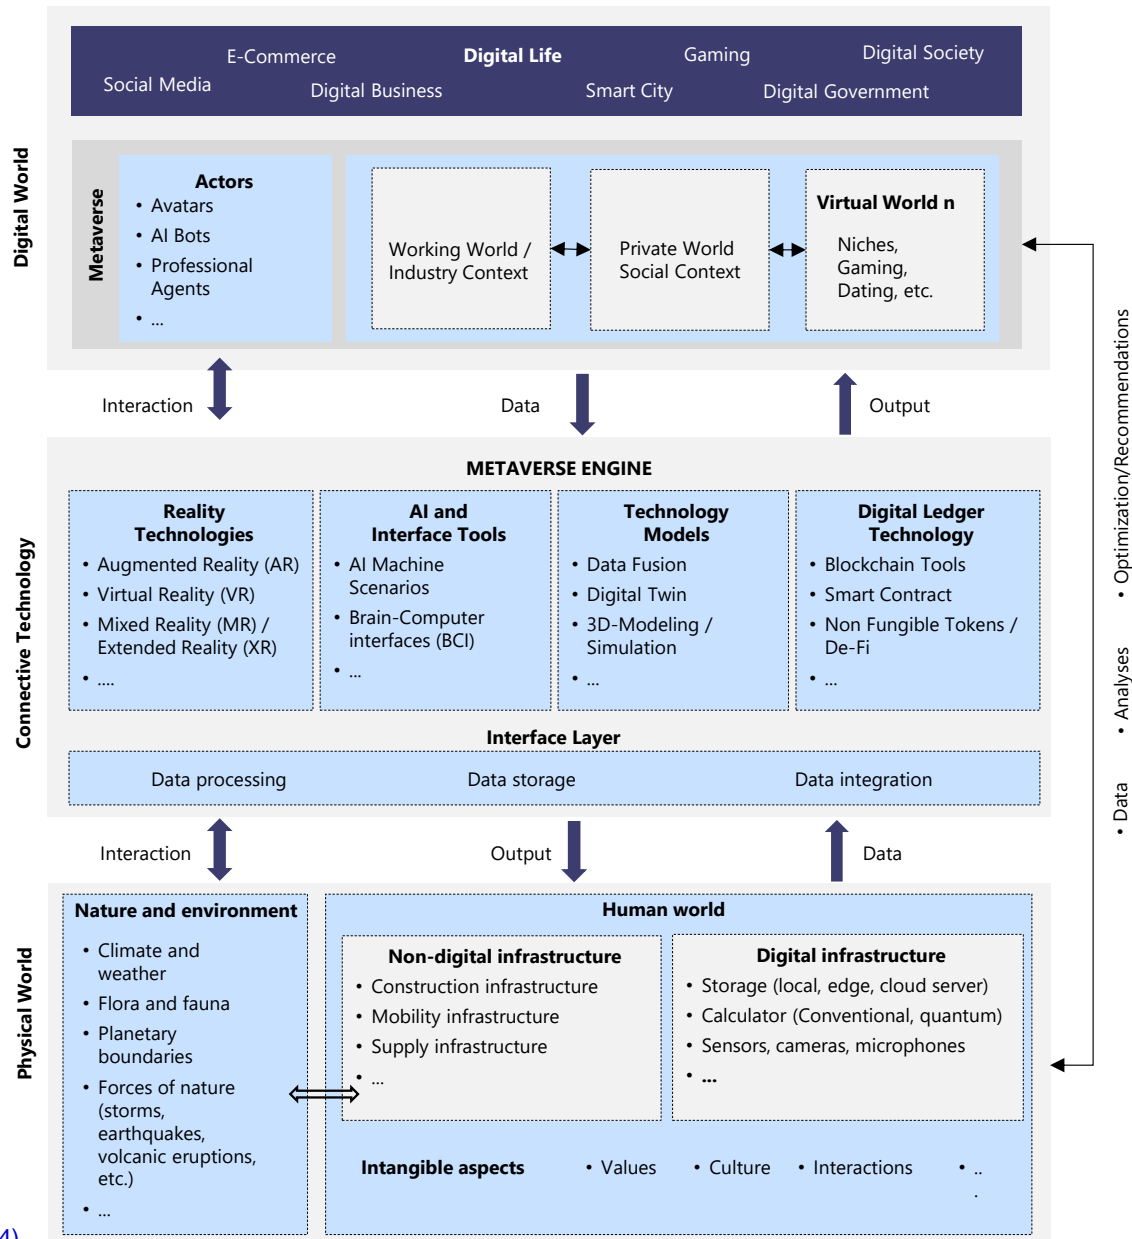 E-Commerce
Digital Life
Gaming
Digital Society
Social Media
Digital Business
Smart City
Digital Government
Digital World
Metaverse
Actors
• Avatars
• AI Bots
• Professional
Agents
• ...
Working World /
Industry Context
Private World
Social Context
Virtual World n
Niches,
Gaming,
Dating, etc.
Interaction
Data
Output
Connective Technology
METAVERSE ENGINE
Reality
Technologies
• Augmented Reality (AR)
• Virtual Reality (VR)
• Mixed Reality (MR) /
Extended Reality (XR)
• ....
AI and
Interface Tools
• AI Machine
Scenarios
• Brain-Computer
interfaces (BCI)
• ...
Technology
Models
• Data Fusion
• Digital Twin
• 3D-Modeling /
Simulation
• ...
Digital Ledger
Technology
• Blockchain Tools
• Smart Contract
• Non Fungible Tokens /
De-Fi
• ...
Interface Layer
Data processing
Data storage
Data integration
Interaction
Output
Data
Physical World
Nature and environment
• Climate and
weather
• Flora and fauna
• Planetary
boundaries
• Forces of nature
(storms,
earthquakes,
volcanic eruptions,
etc.)
• ...
Human world
Non-digital infrastructure
• Construction infrastructure
• Mobility infrastructure
• Supply infrastructure
• ...
Digital infrastructure
• Storage (local, edge, cloud server)
• Calculator (Conventional, quantum)
• Sensors, cameras, microphones
• ...
Intangible aspects
• Values
• Culture
• Interactions
• ...
• Data
• Analyses
• Optimization/Recommendations
4)